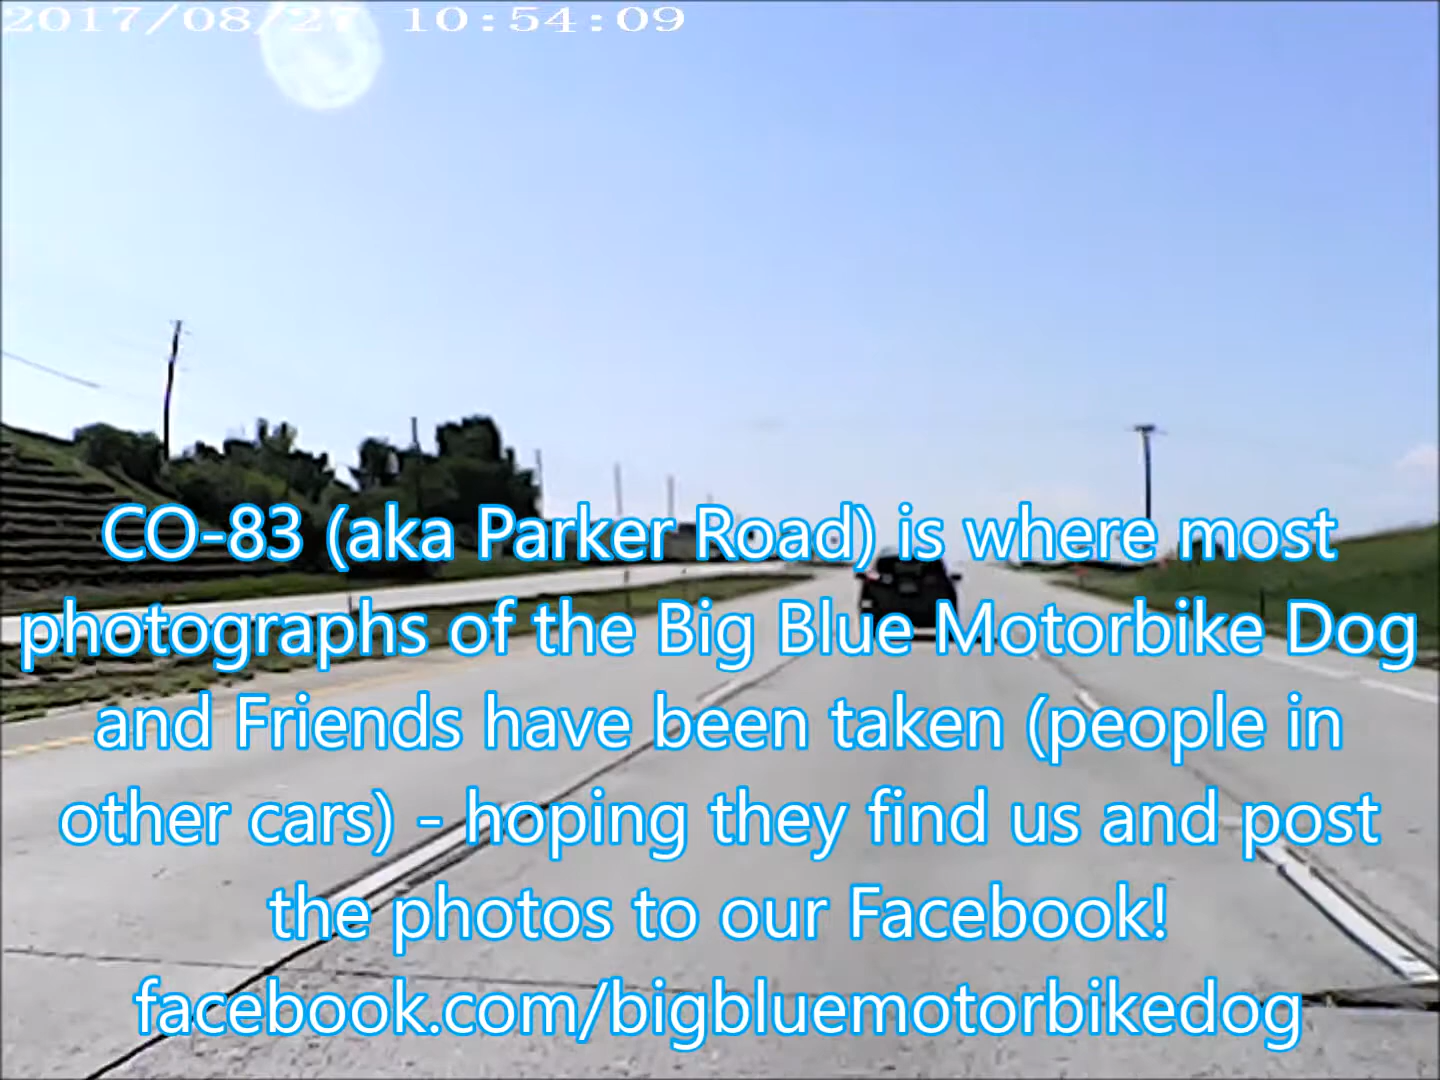 2017/08/27 10:54:09
CO-83 (aka Parker Road) is where most
photographs of the Big Blue Motorbike Dog
and Friends have been taken (people in
other cars) - hoping they find us and post
the photos to our Facebook!
facebook.com/bigbluemotorbikedog